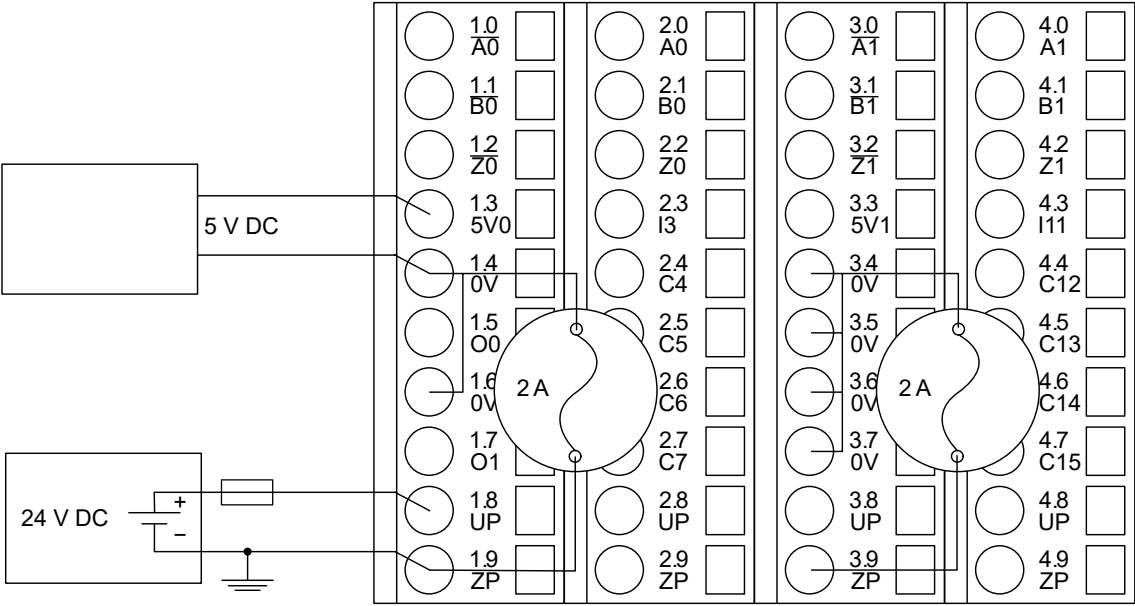 1.0
A0
2.0
A0
3.0
A1
4.0
A1
1.1
B0
2.1
B0
3.1
B1
4.1
B1
1.2
Z0
2.2
Z0
3.2
Z1
4.2
Z1
5 V DC
1.3
5V0
2.3
I3
3.3
5V1
4.3
I11
1.4
0V
2.4
C4
3.4
0V
4.4
C12
1.5
O0
2.5
C5
3.5
0V
4.5
C13
2 A
1.6
0V
2.6
C6
2 A
3.6
0V
4.6
C14
1.7
O1
2.7
C7
3.7
0V
4.7
C15
24 V DC
+
−
1.8
UP
2.8
UP
3.8
UP
4.8
UP
1.9
ZP
2.9
ZP
3.9
ZP
4.9
ZP